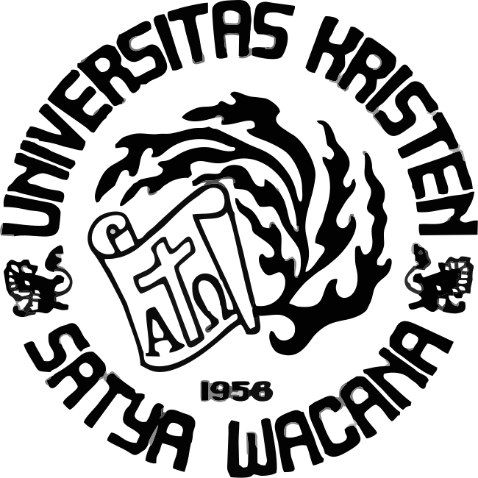 UNIVERSITAS KRISTEN
SATYA WACANA
Α Ω
1956